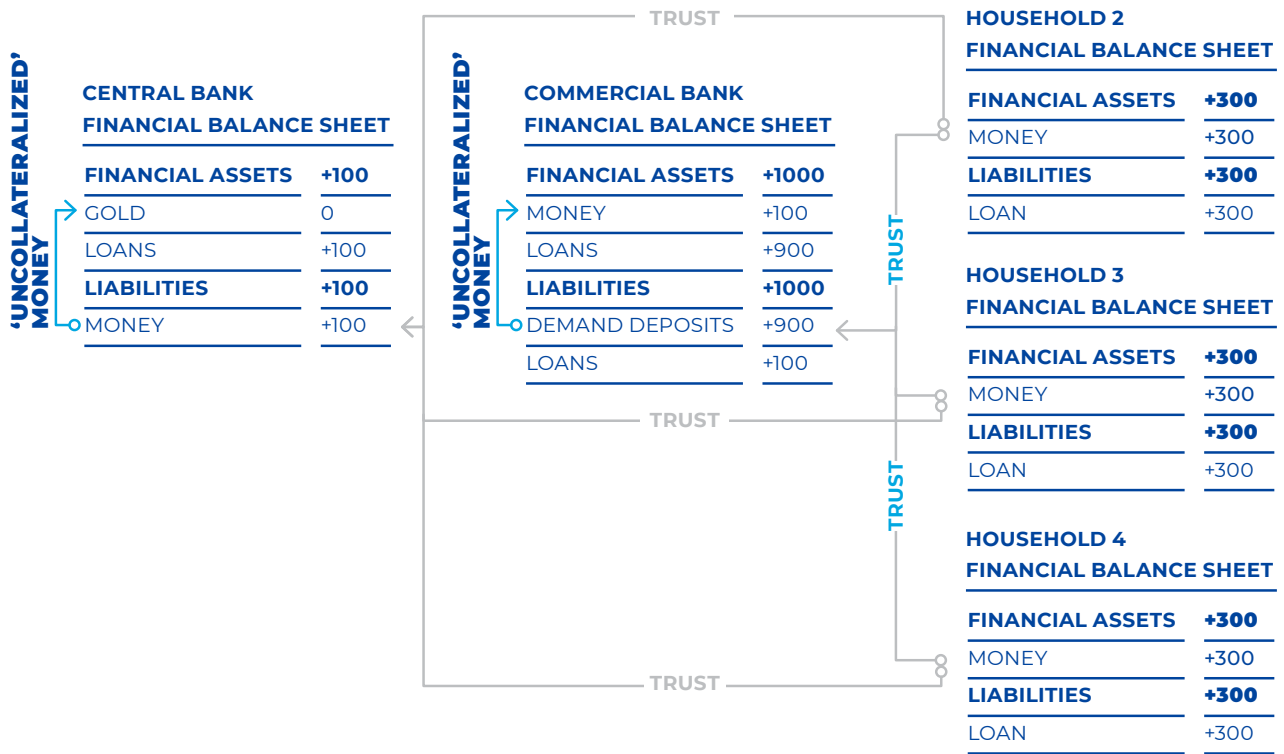 ‘UNCOLLATERALIZED’
MONEY
CENTRAL BANK
FINANCIAL BALANCE SHEET
FINANCIAL ASSETS +100
GOLD 0
LOANS +100
LIABILITIES +100
MONEY +100
‘UNCOLLATERALIZED’
MONEY
COMMERCIAL BANK
FINANCIAL BALANCE SHEET
FINANCIAL ASSETS +1000
MONEY +100
LOANS +900
LIABILITIES +1000
DEMAND DEPOSITS +900
LOANS +100
TRUST
TRUST
TRUST
TRUST
TRUST
HOUSEHOLD 2
FINANCIAL BALANCE SHEET
FINANCIAL ASSETS +300
MONEY +300
LIABILITIES +300
LOAN +300
HOUSEHOLD 3
FINANCIAL BALANCE SHEET
FINANCIAL ASSETS +300
MONEY +300
LIABILITIES +300
LOAN +300
HOUSEHOLD 4
FINANCIAL BALANCE SHEET
FINANCIAL ASSETS +300
MONEY +300
LIABILITIES +300
LOAN +300